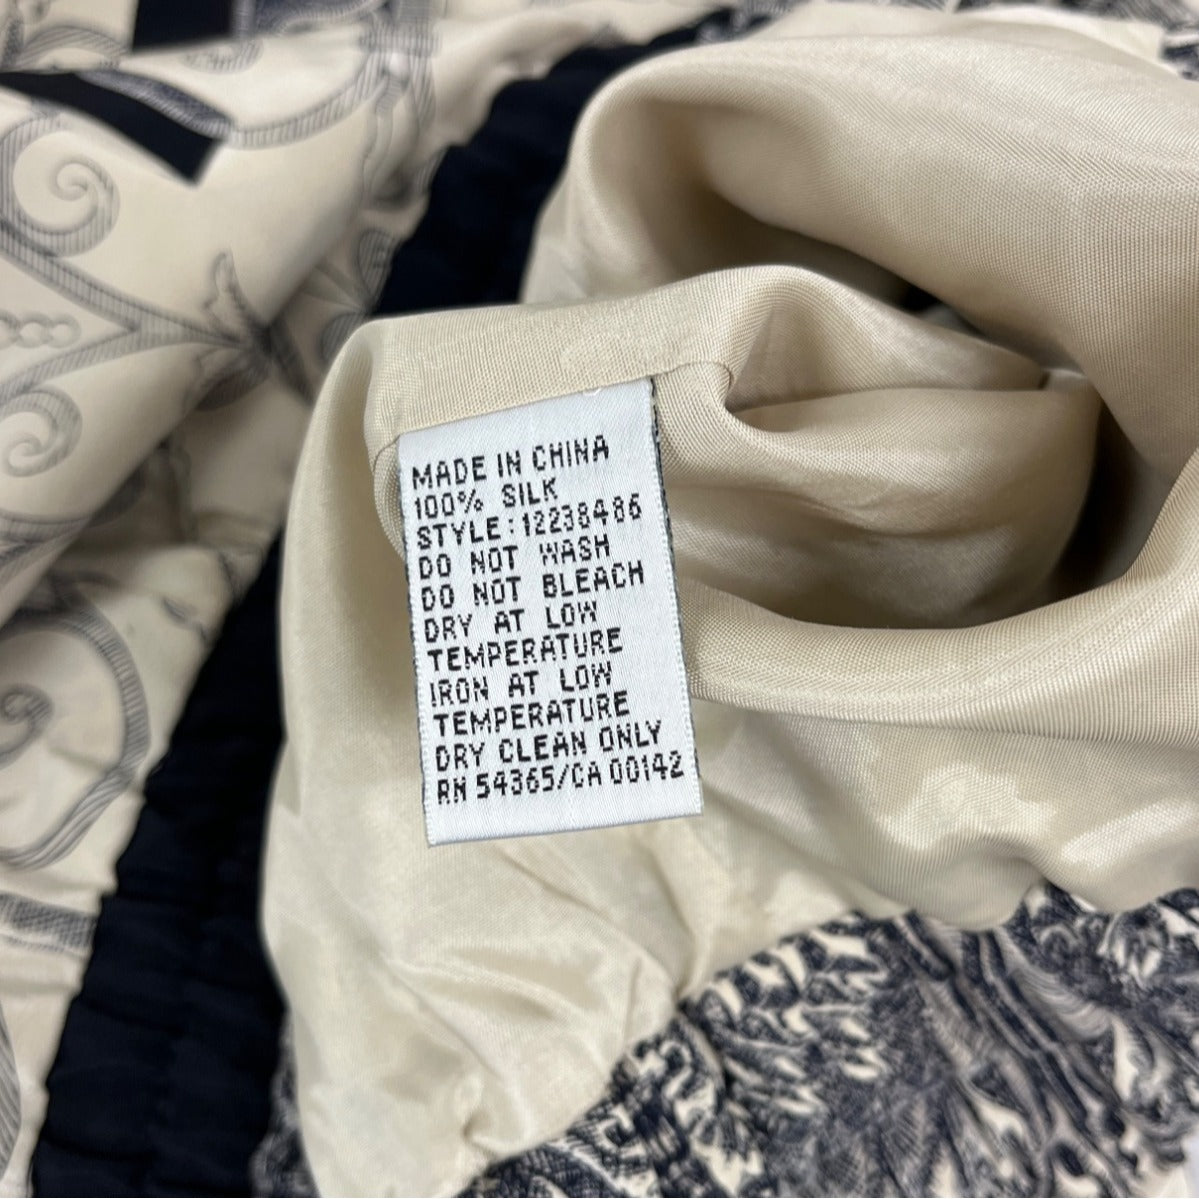 MADE IN CHINA
100% SILK
STYLE:12238486
DO NOT WASH
DO NOT BLEACH
DRY AT LOW
TEMPERATURE
IRON AT LOW
TEMPERATURE
DRY CLEAN ONLY
RN 54365/CA 00142